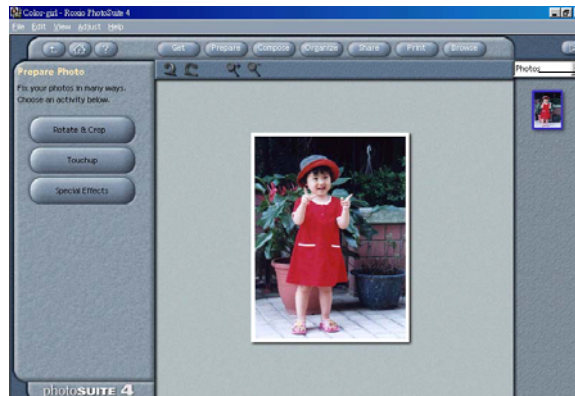 Color-girl - Roxio PhotoSuite 4
File Edit View Adjust Help
Get Prepare Compose Organize Share Print Browse
Prepare Photo
Fix your photos in many ways.
Choose an activity below.
Rotate & Crop
Touchup
Special Effects
Photos
photoSUITE 4